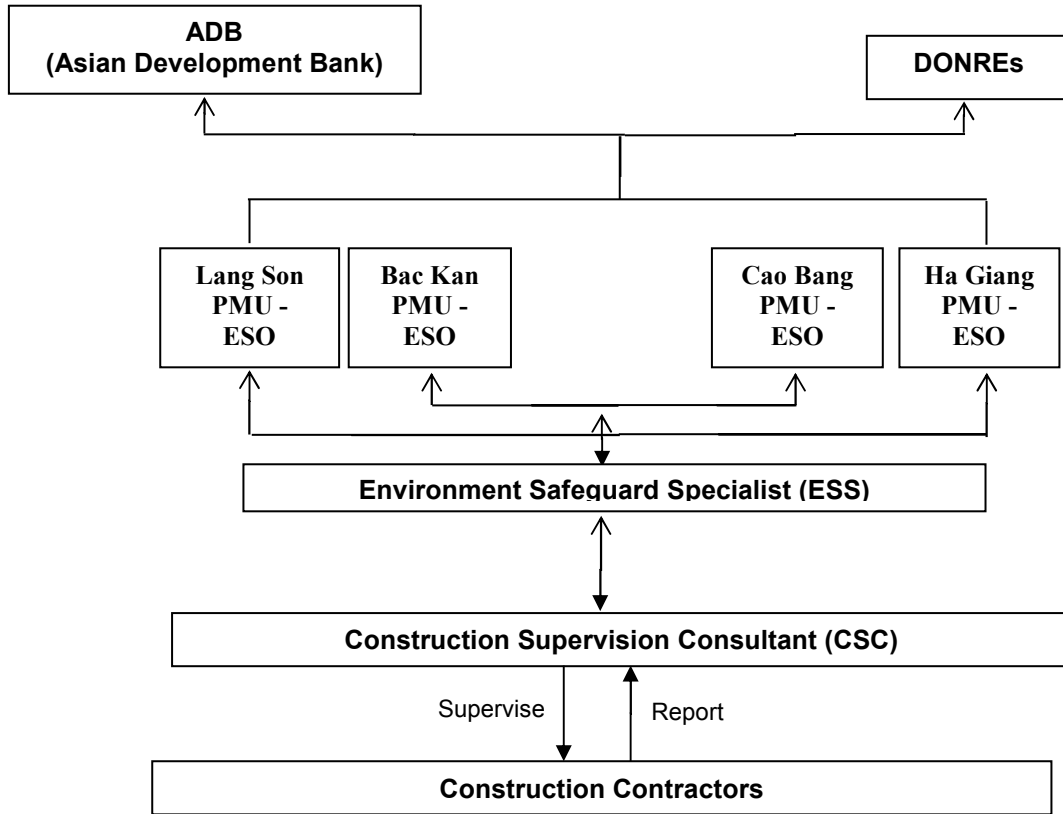 ADB
(Asian Development Bank)
DONREs
Lang Son
PMU -
ESO
Bac Kan
PMU -
ESO
Cao Bang
PMU -
ESO
Ha Giang
PMU -
ESO
Environment Safeguard Specialist (ESS)
Construction Supervision Consultant (CSC)
Supervise
Report
Construction Contractors